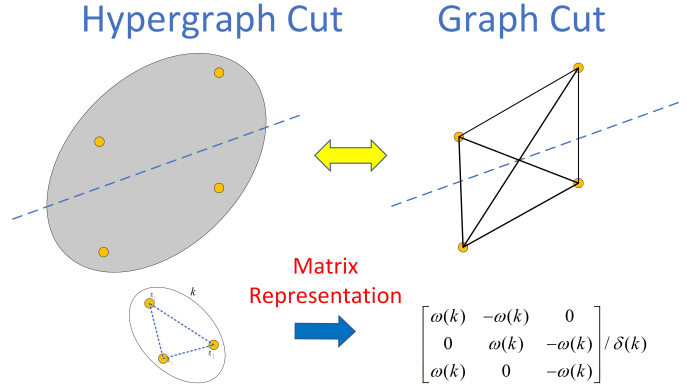 Hypergraph Cut
Graph Cut
Matrix
Representation
k
ω(k) −ω(k) 0
0 ω(k) −ω(k)
ω(k) 0 −ω(k)
/ δ(k)